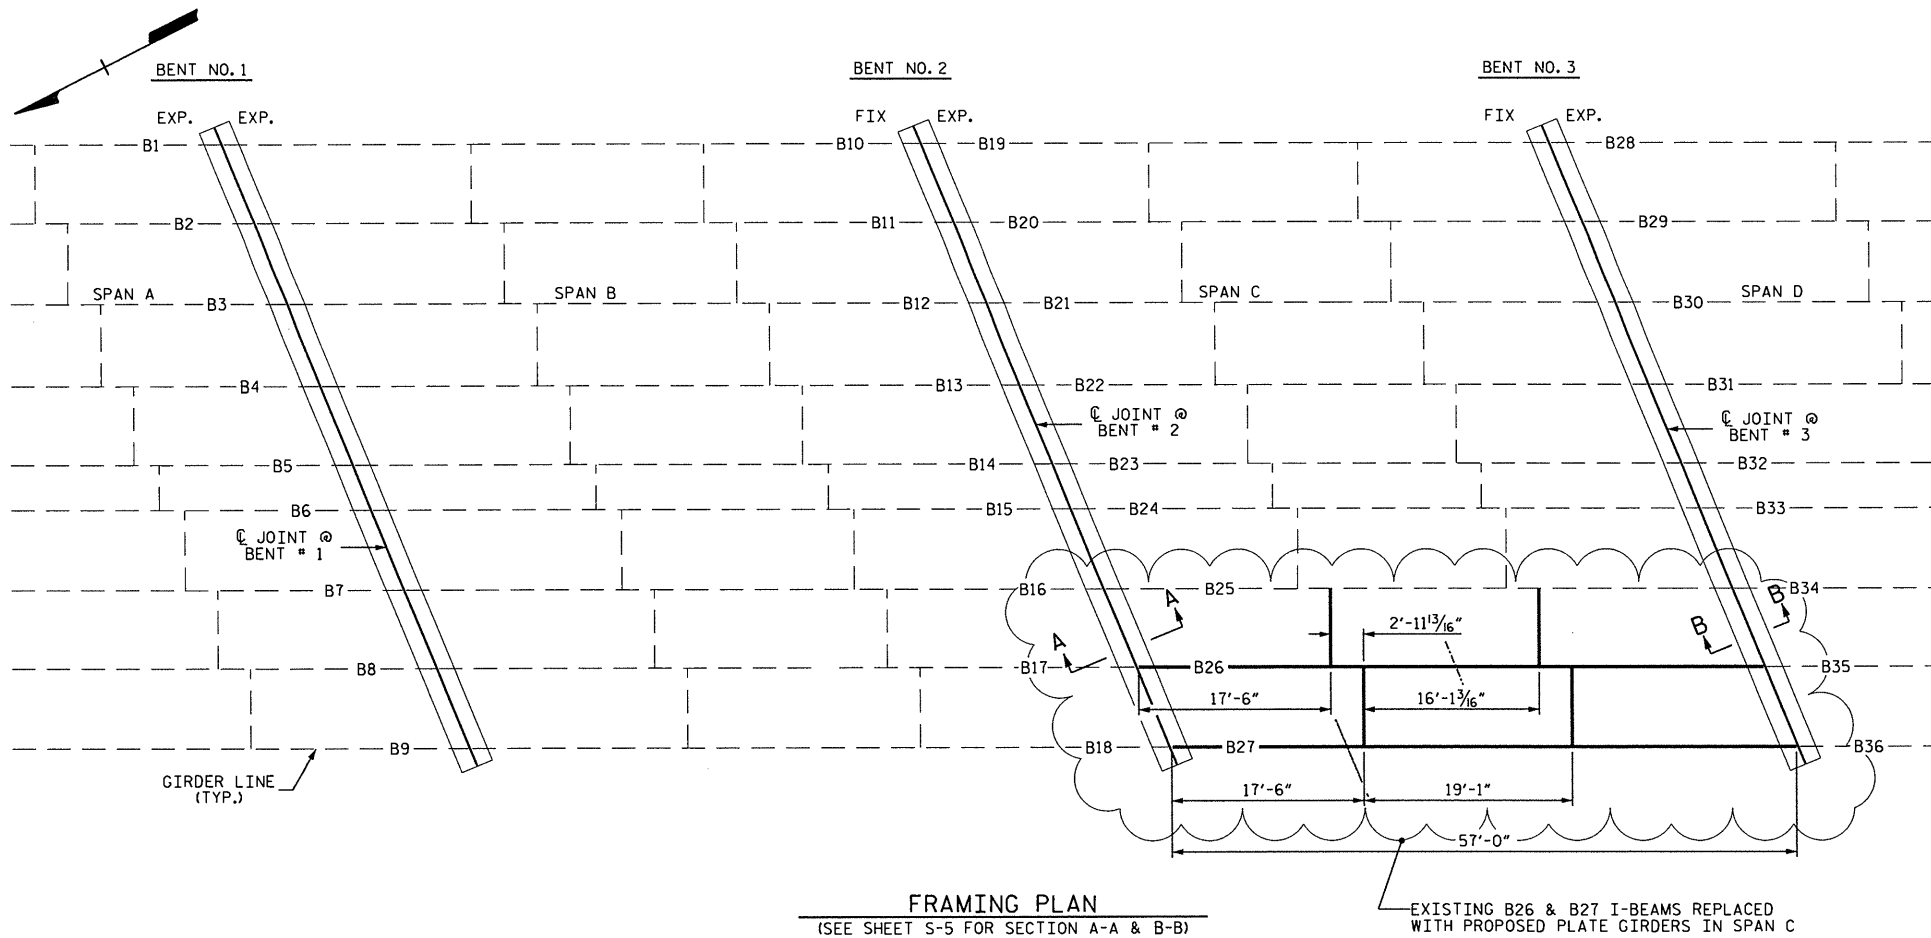 BENT NO. 1
BENT NO. 2
BENT NO. 3
EXP. EXP.
FIX EXP.
FIX EXP.
B1 B10 B19 B28
B2 B11 B20 B29
SPAN A SPAN B SPAN C SPAN D
B3 B12 B21 B30
B4 B13 B22 B31
℄ JOINT @
BENT # 2
℄ JOINT @
BENT # 3
B5 B14 B23 B32
B6 B15 B24 B33
℄ JOINT @
BENT # 1
B7 B16 B25 B34
A A B B
2'-11 13/16"
B8 B17 B26 B35
17'-6" 16'-1 3/16"
B9 B18 B27 B36
GIRDER LINE
(TYP.)
17'-6" 19'-1"
57'-0"
FRAMING PLAN
(SEE SHEET S-5 FOR SECTION A-A & B-B)
EXISTING B26 & B27 I-BEAMS REPLACED
WITH PROPOSED PLATE GIRDERS IN SPAN C